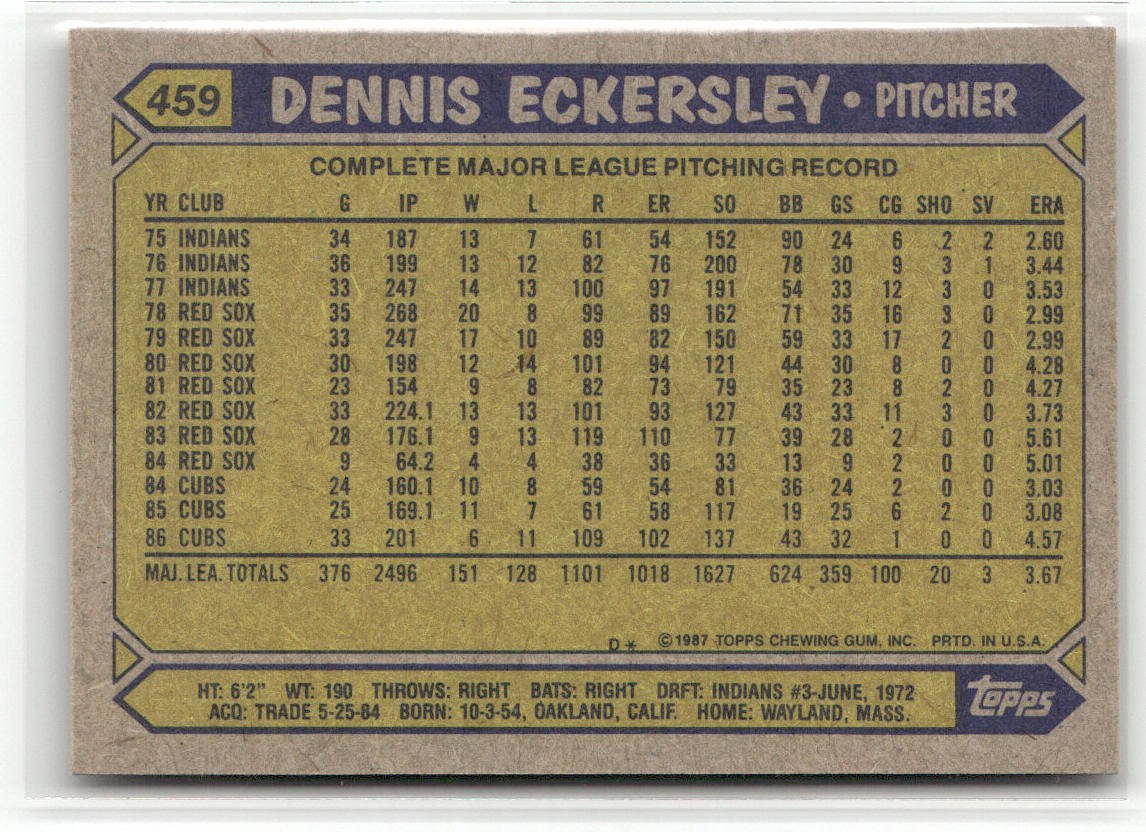 459 DENNIS ECKERSLEY • PITCHER
COMPLETE MAJOR LEAGUE PITCHING RECORD
YR CLUB G IP W L R ER SO BB GS CG SHO SV ERA
75 INDIANS 34 187 13 7 61 54 152 90 24 6 2 2 2.60
76 INDIANS 36 199 13 12 82 76 200 78 30 9 3 1 3.44
77 INDIANS 33 247 14 13 100 97 191 54 33 12 3 0 3.53
78 RED SOX 35 268 20 8 99 89 162 71 35 16 3 0 2.99
79 RED SOX 33 247 17 10 89 82 150 59 33 17 2 0 2.99
80 RED SOX 30 198 12 14 101 94 121 44 30 8 0 0 4.28
81 RED SOX 23 154 9 8 82 73 79 35 23 8 2 0 4.27
82 RED SOX 33 224.1 13 13 101 93 127 43 33 11 3 0 3.73
83 RED SOX 28 176.1 9 13 119 110 77 39 28 2 0 0 5.61
84 RED SOX 9 64.2 4 4 38 36 33 13 9 2 0 0 5.01
84 CUBS 24 160.1 10 8 59 54 81 36 24 2 0 0 3.03
85 CUBS 25 169.1 11 7 61 58 117 19 25 6 2 0 3.08
86 CUBS 33 201 6 11 109 102 137 43 32 1 0 0 4.57
MAJ. LEA. TOTALS 376 2496 151 128 1101 1018 1627 624 359 100 20 3 3.67
D* ©1987 TOPPS CHEWING GUM, INC. PRTD. IN U.S.A.
HT: 6'2" WT: 190 THROWS: RIGHT BATS: RIGHT DRFT: INDIANS #3-JUNE, 1972
ACQ: TRADE 5-25-84 BORN: 10-3-54, OAKLAND, CALIF. HOME: WAYLAND, MASS.
topps